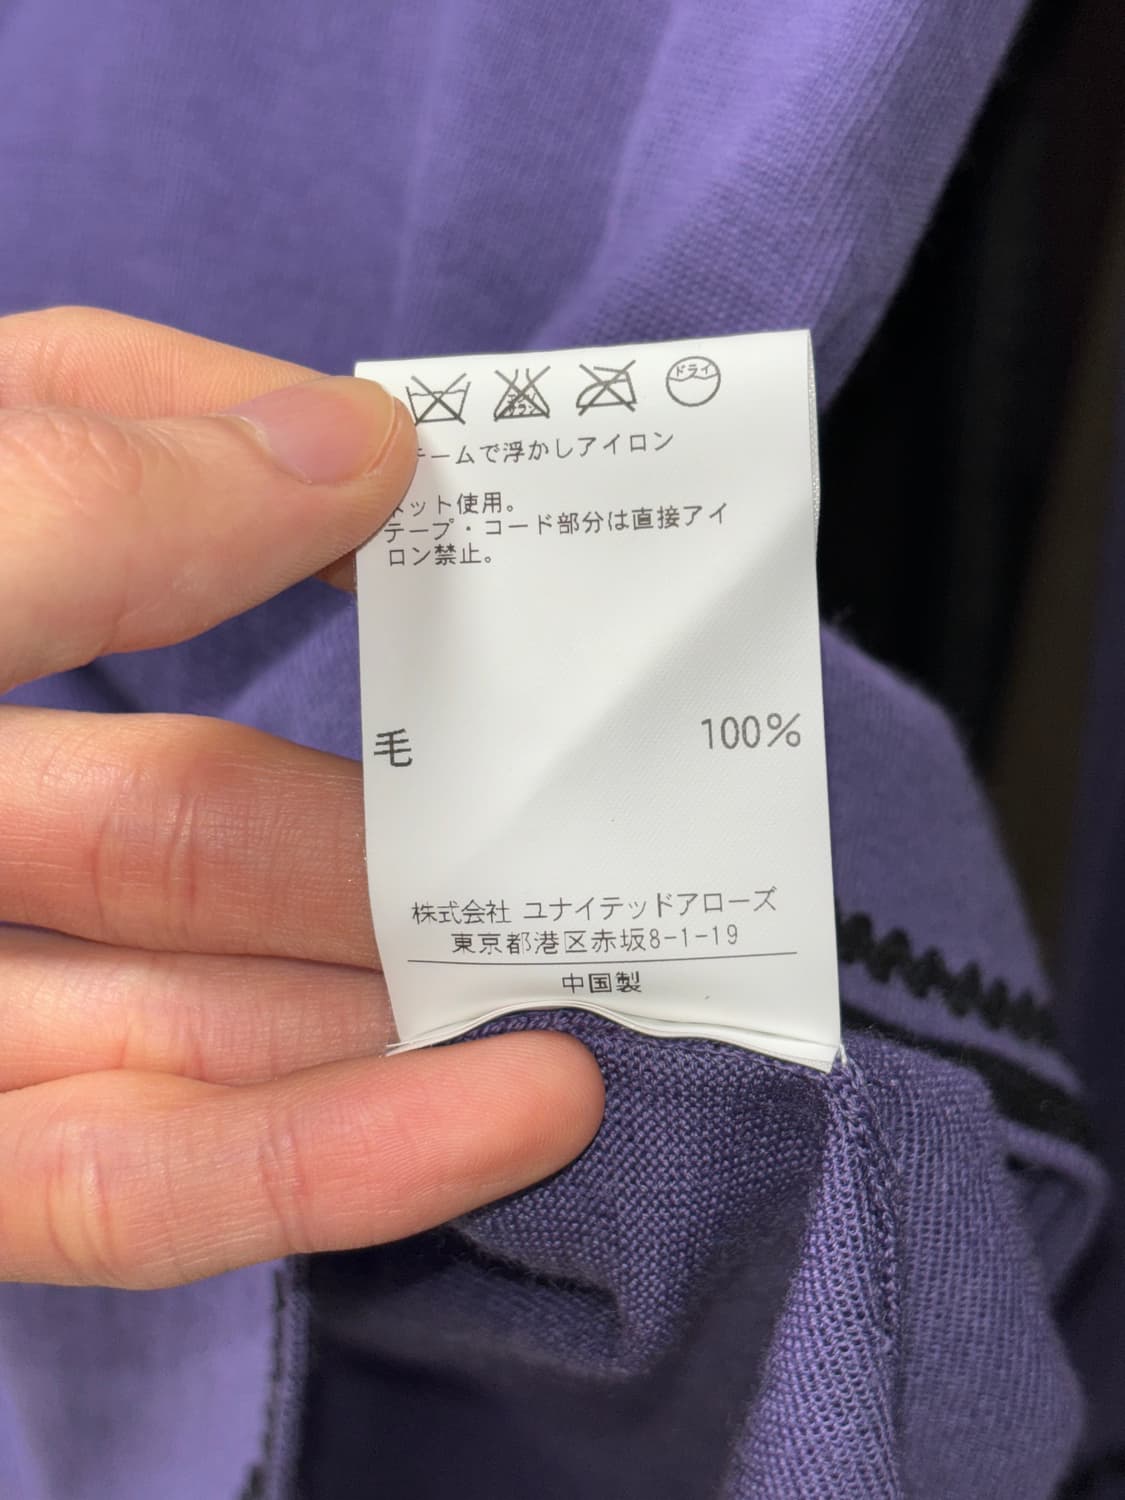 ドライ
ームで浮かしアイロン
ネット使用。
テープ・コード部分は直接アイ
ロン禁止。
毛 100%
株式会社 ユナイテッドアローズ
東京都港区赤坂8-1-19
中国製